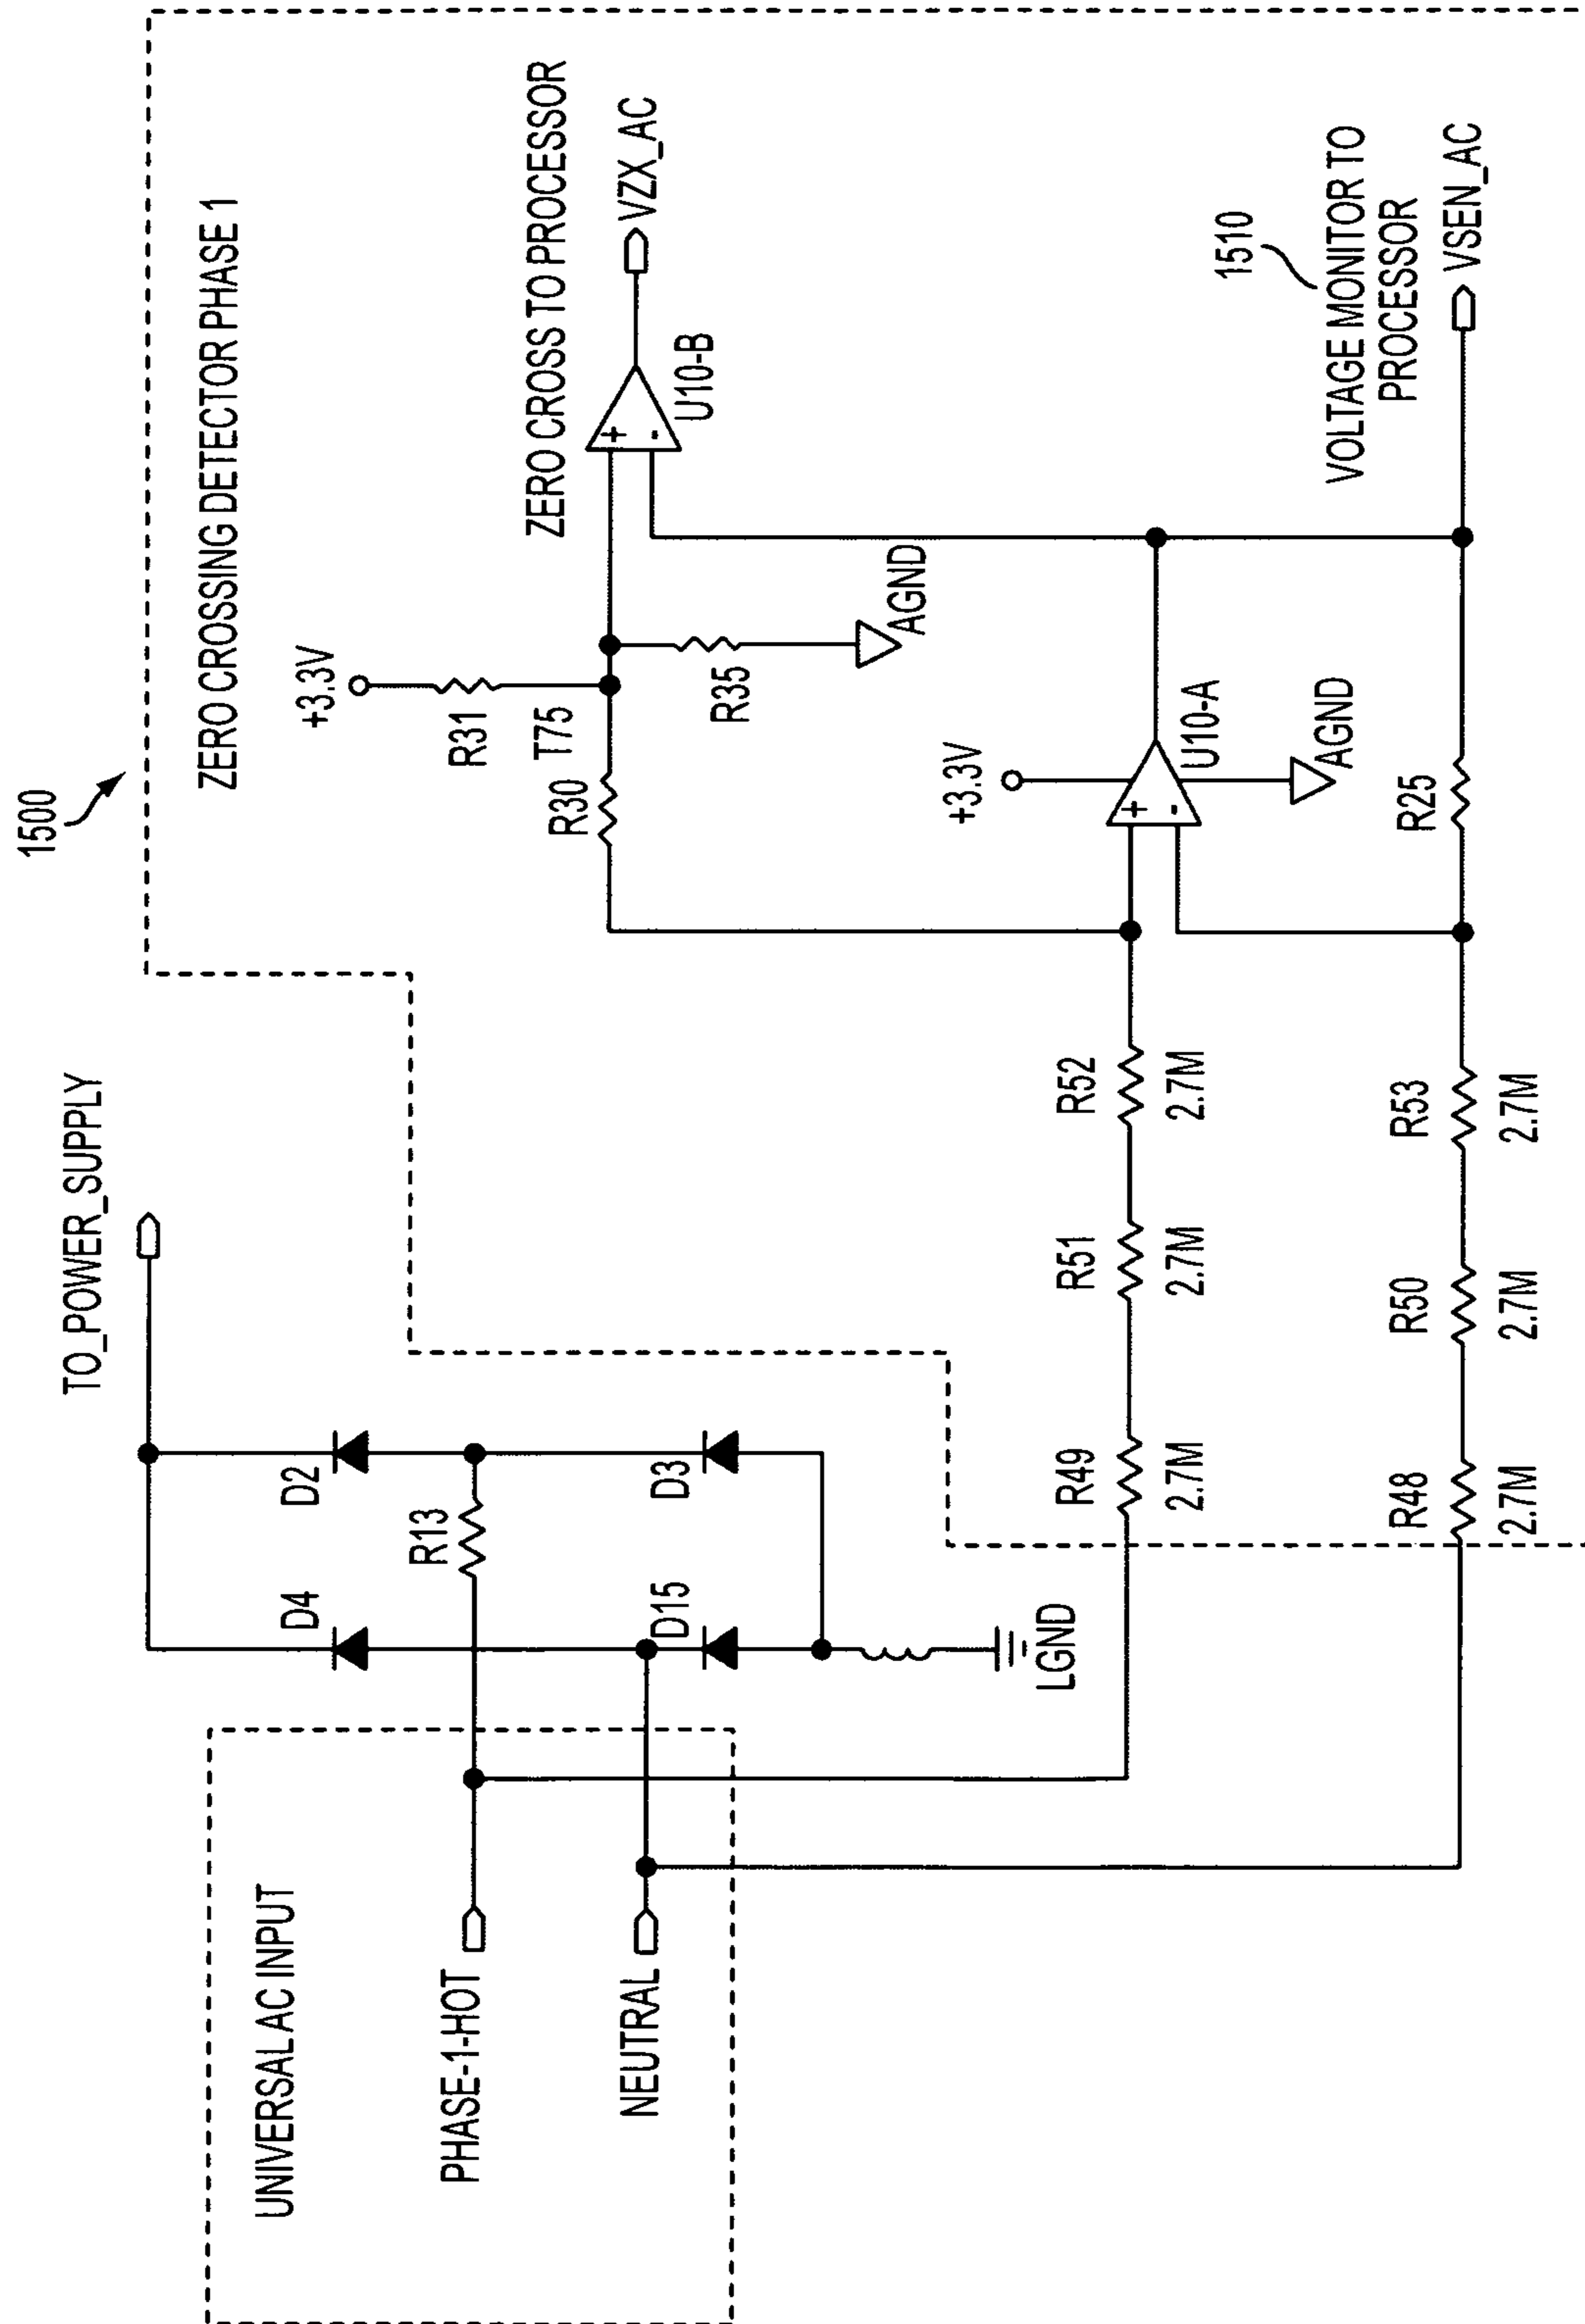 1500
ZERO CROSSING DETECTOR PHASE 1
ZERO CROSS TO PROCESSOR
VZX_AC
+3.3V
R31
T75
R30
R35
AGND
+
-
U10-B
+3.3V
+
-
U10-A
AGND
R25
1510
VOLTAGE MONITOR TO
PROCESSOR
VSEN_AC
TO_POWER_SUPPLY
D2
D4
R13
D3
D15
LGND
UNIVERSAL AC INPUT
PHASE-1-HOT
NEUTRAL
R49
2.7M
R51
2.7M
R52
2.7M
R48
2.7M
R50
2.7M
R53
2.7M